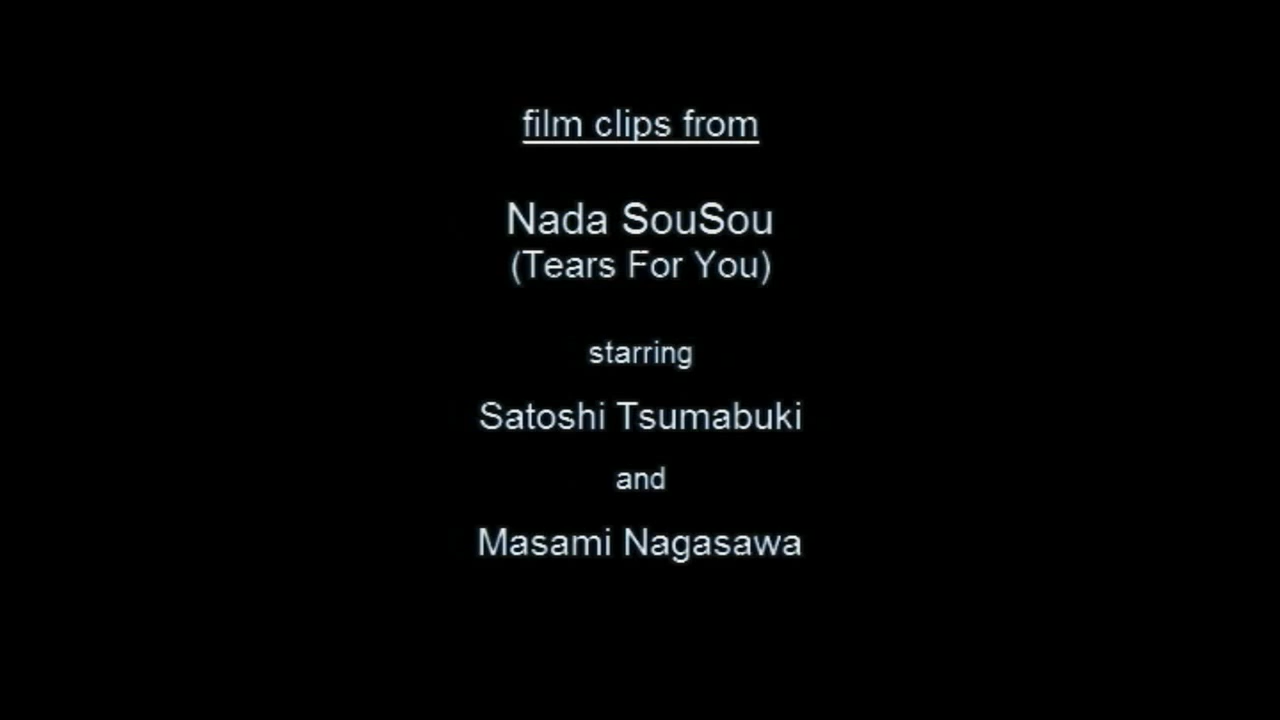 film clips from
Nada SouSou
(Tears For You)
starring
Satoshi Tsumabuki
and
Masami Nagasawa